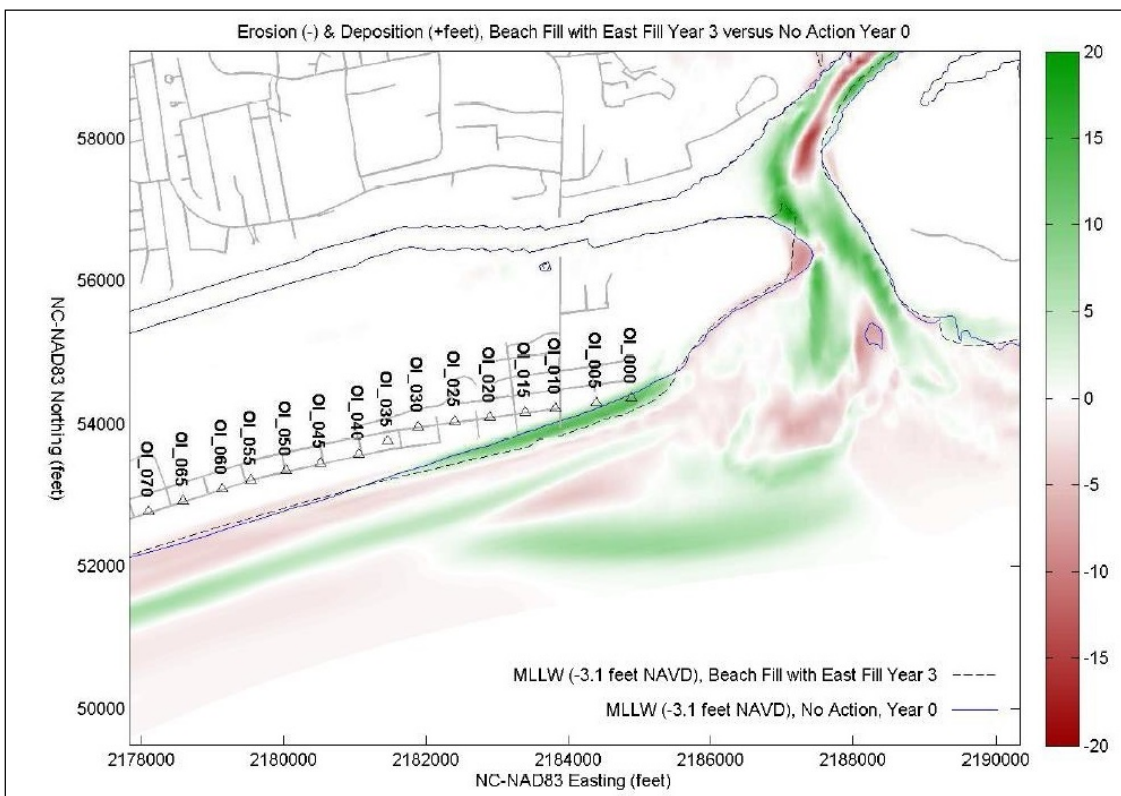 Erosion (-) & Deposition (+feet), Beach Fill with East Fill Year 3 versus No Action Year 0
20
15
10
5
0
-5
-10
-15
-20
58000
56000
54000
52000
50000
NC-NAD83 Northing (feet)
OI_070
OI_065
OI_060
OI_055
OI_050
OI_045
OI_040
OI_035
OI_030
OI_025
OI_020
OI_015
OI_010
OI_005
OI_000
MLLW (-3.1 feet NAVD), Beach Fill with East Fill Year 3
MLLW (-3.1 feet NAVD), No Action, Year 0
2178000 2180000 2182000 2184000 2186000 2188000 2190000
NC-NAD83 Easting (feet)